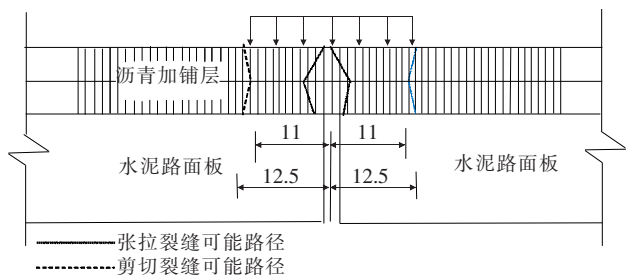 沥青加铺层
11 11
水泥路面板 水泥路面板
12.5 12.5
张拉裂缝可能路径
剪切裂缝可能路径